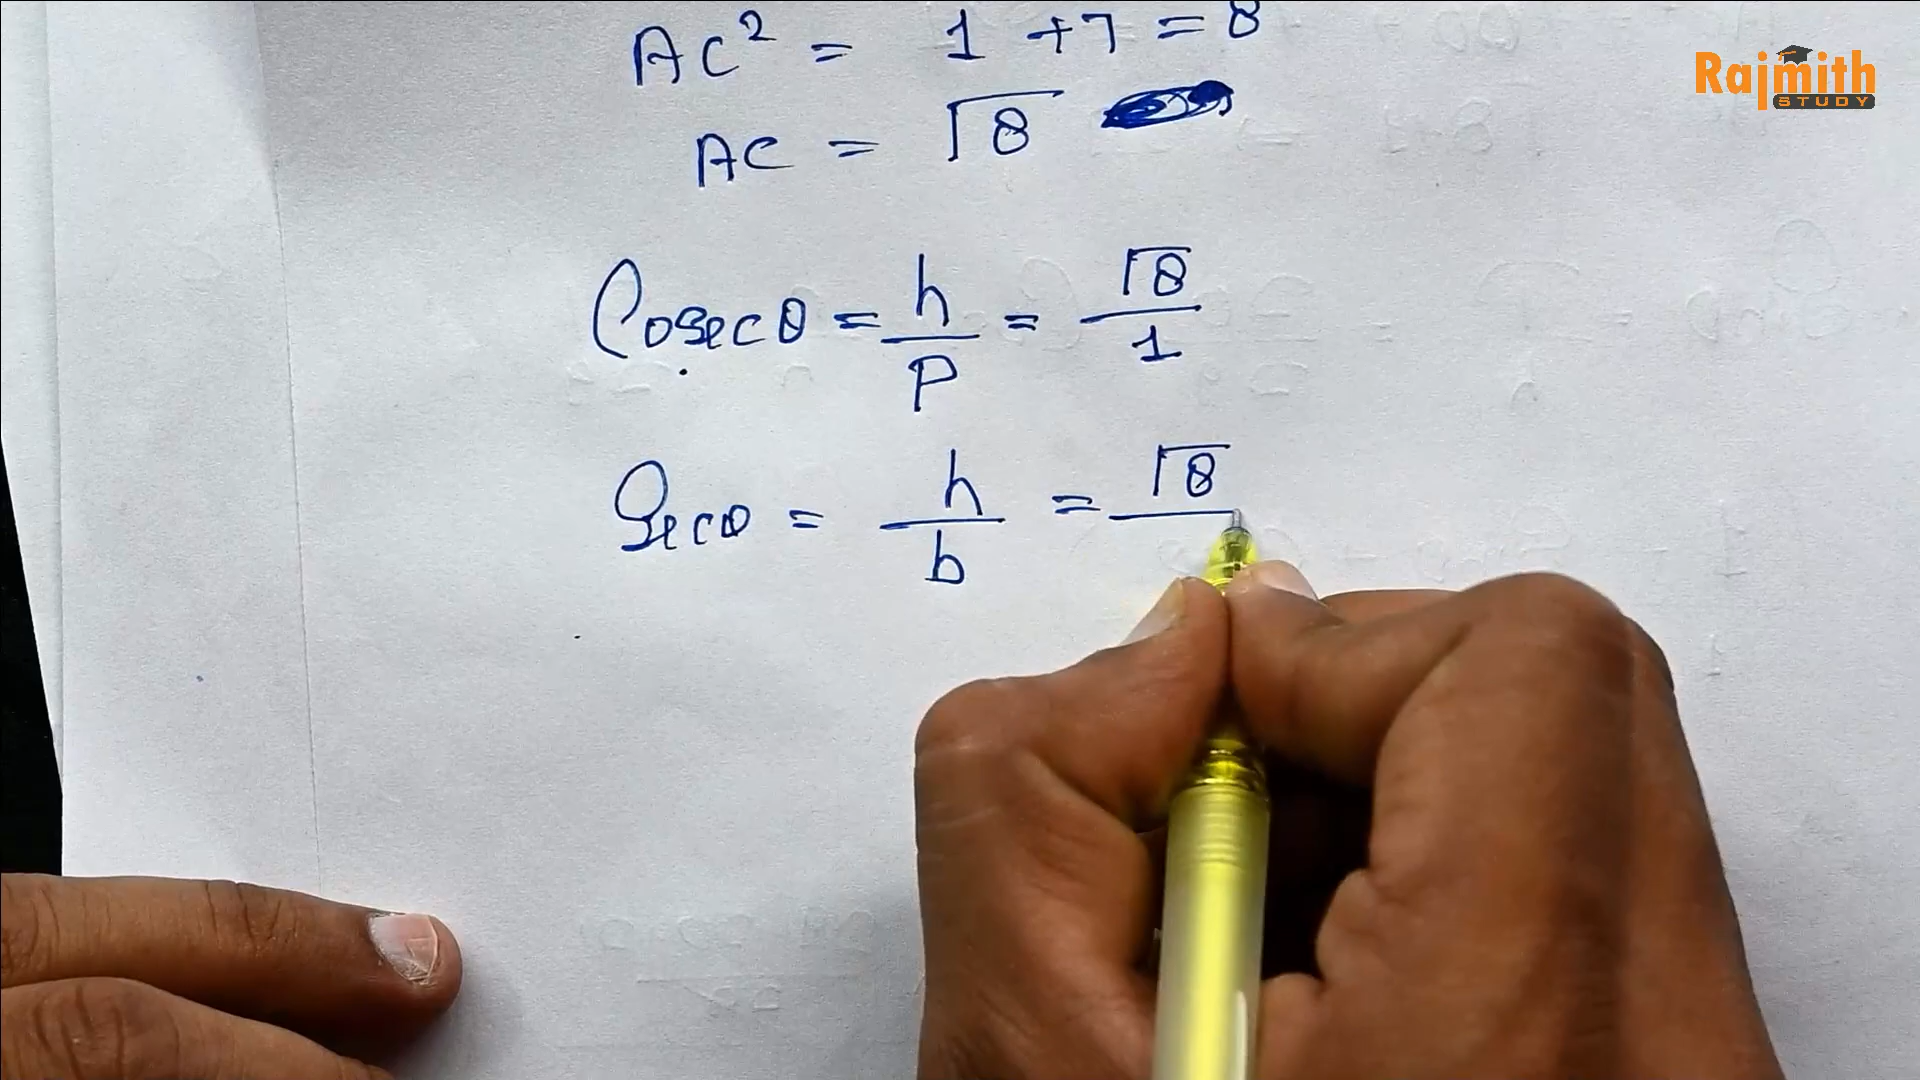 AC² = 1 + 7 = 8
Rajmith
STUDY
AC = √8
Cosecθ = h/P = √8/1
Secθ = h/b = √8/